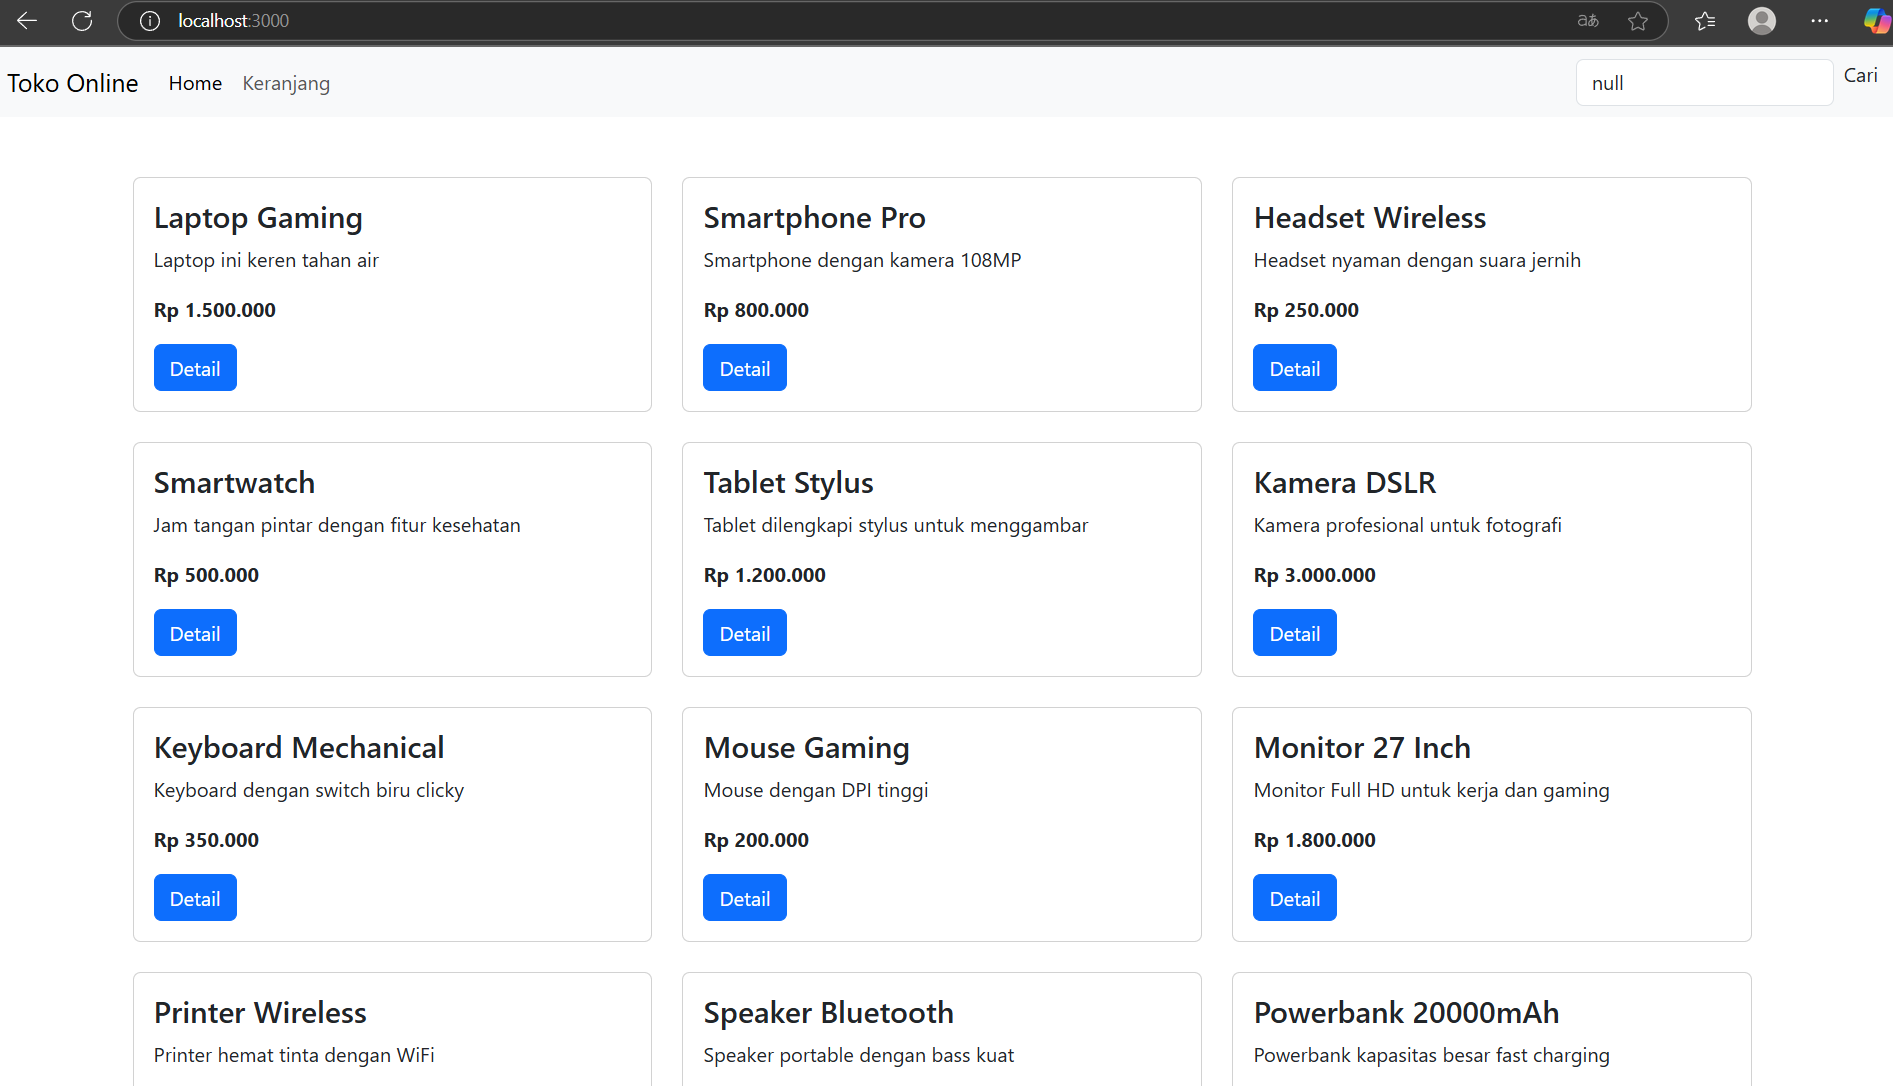 localhost:3000
Toko Online Home Keranjang null Cari
Laptop Gaming
Laptop ini keren tahan air
Rp 1.500.000
Detail
Smartphone Pro
Smartphone dengan kamera 108MP
Rp 800.000
Detail
Headset Wireless
Headset nyaman dengan suara jernih
Rp 250.000
Detail
Smartwatch
Jam tangan pintar dengan fitur kesehatan
Rp 500.000
Detail
Tablet Stylus
Tablet dilengkapi stylus untuk menggambar
Rp 1.200.000
Detail
Kamera DSLR
Kamera profesional untuk fotografi
Rp 3.000.000
Detail
Keyboard Mechanical
Keyboard dengan switch biru clicky
Rp 350.000
Detail
Mouse Gaming
Mouse dengan DPI tinggi
Rp 200.000
Detail
Monitor 27 Inch
Monitor Full HD untuk kerja dan gaming
Rp 1.800.000
Detail
Printer Wireless
Printer hemat tinta dengan WiFi
Speaker Bluetooth
Speaker portable dengan bass kuat
Powerbank 20000mAh
Powerbank kapasitas besar fast charging